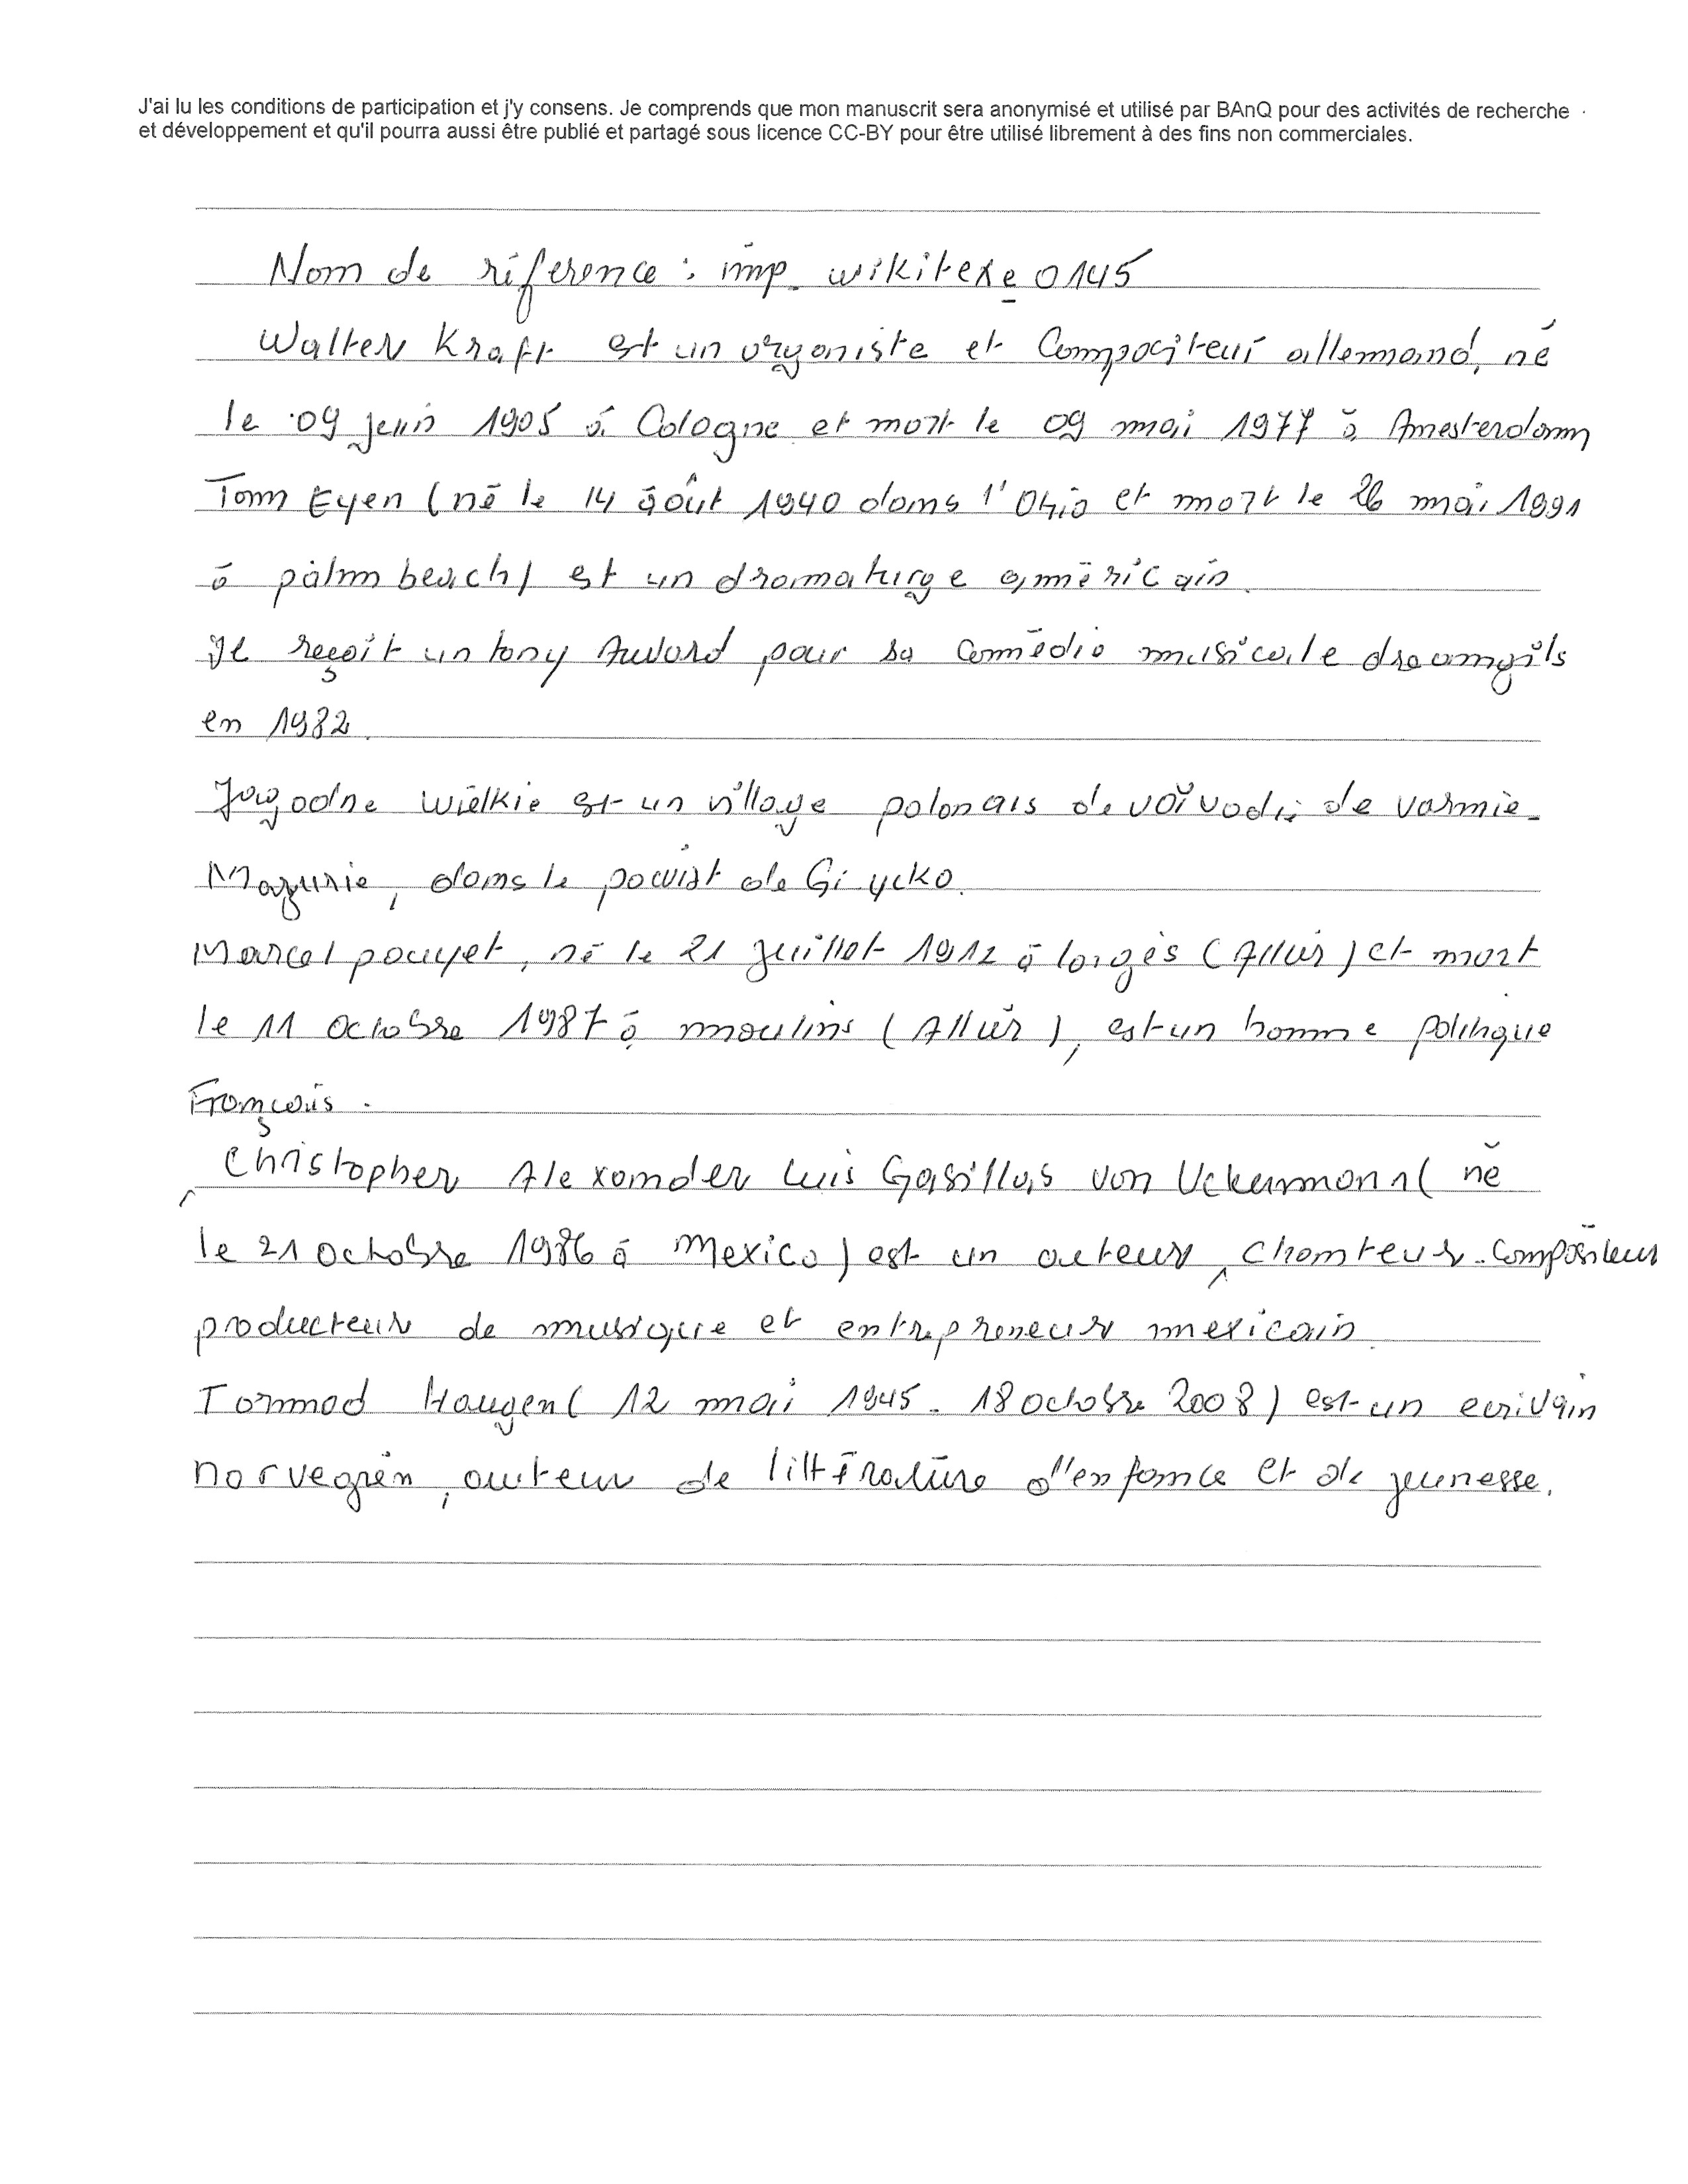 J'ai lu les conditions de participation et j'y consens. Je comprends que mon manuscrit sera anonymisé et utilisé par BAnQ pour des activités de recherche
et développement et qu'il pourra aussi être publié et partagé sous licence CC-BY pour être utilisé librement à des fins non commerciales.
Nom de réference : imp_wikitexe_0145
Walter Kraft est un organiste et Compositeur allemand, né
le 09 juin 1905 à Cologne et mort le 09 mai 1977 à Amesterdam
Tom Eyen (né le 14 août 1940 dans l'Ohio et mort le 26 mai 1991
à palm beach) est un dramaturge américain.
Il reçoit un tony Award pour sa Comédie musicale dreamgils
en 1982.
Jagodne wielkie est un village polonais de voïvodie de varmie-
Mazurie, dans le powiat de Giycko.
Marcel pouyet, né le 21 juillet 1912 à lorgès (Allier) et mort
le 11 octobre 1987 à moulins (Allier), est un homme politique
Français.
Christopher Alexander Luis Gasillas von Uckermann (né
le 21 octobre 1986 à Mexico) est un auteur, chanteur-compositeur
producteur de musique et entrepreneur mexicain.
Tormod Haugen (12 mai 1945 - 18 octobre 2008) est un ecrivain
norvegien, auteur de littérature d'enfance et de jeunesse.